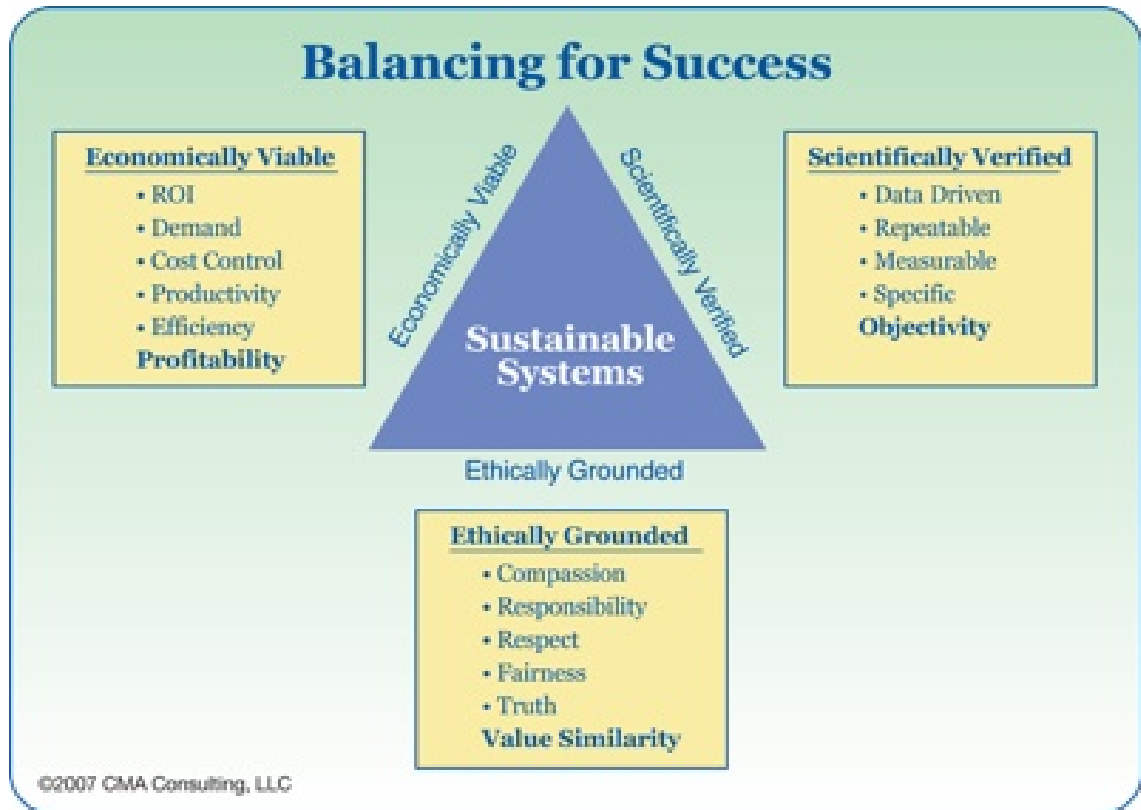 Balancing for Success
Economically Viable
• ROI
• Demand
• Cost Control
• Productivity
• Efficiency
Profitability
Economically Viable
Scientifically Verified
Scientifically Verified
• Data Driven
• Repeatable
• Measurable
• Specific
Objectivity
Sustainable
Systems
Ethically Grounded
Ethically Grounded
• Compassion
• Responsibility
• Respect
• Fairness
• Truth
Value Similarity
©2007 CMA Consulting, LLC